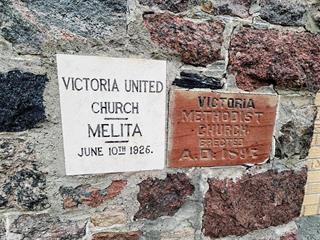 VICTORIA UNITED
CHURCH
MELITA
JUNE 10TH 1926.
VICTORIA
METHODIST
CHURCH.
ERECTED
A.D.